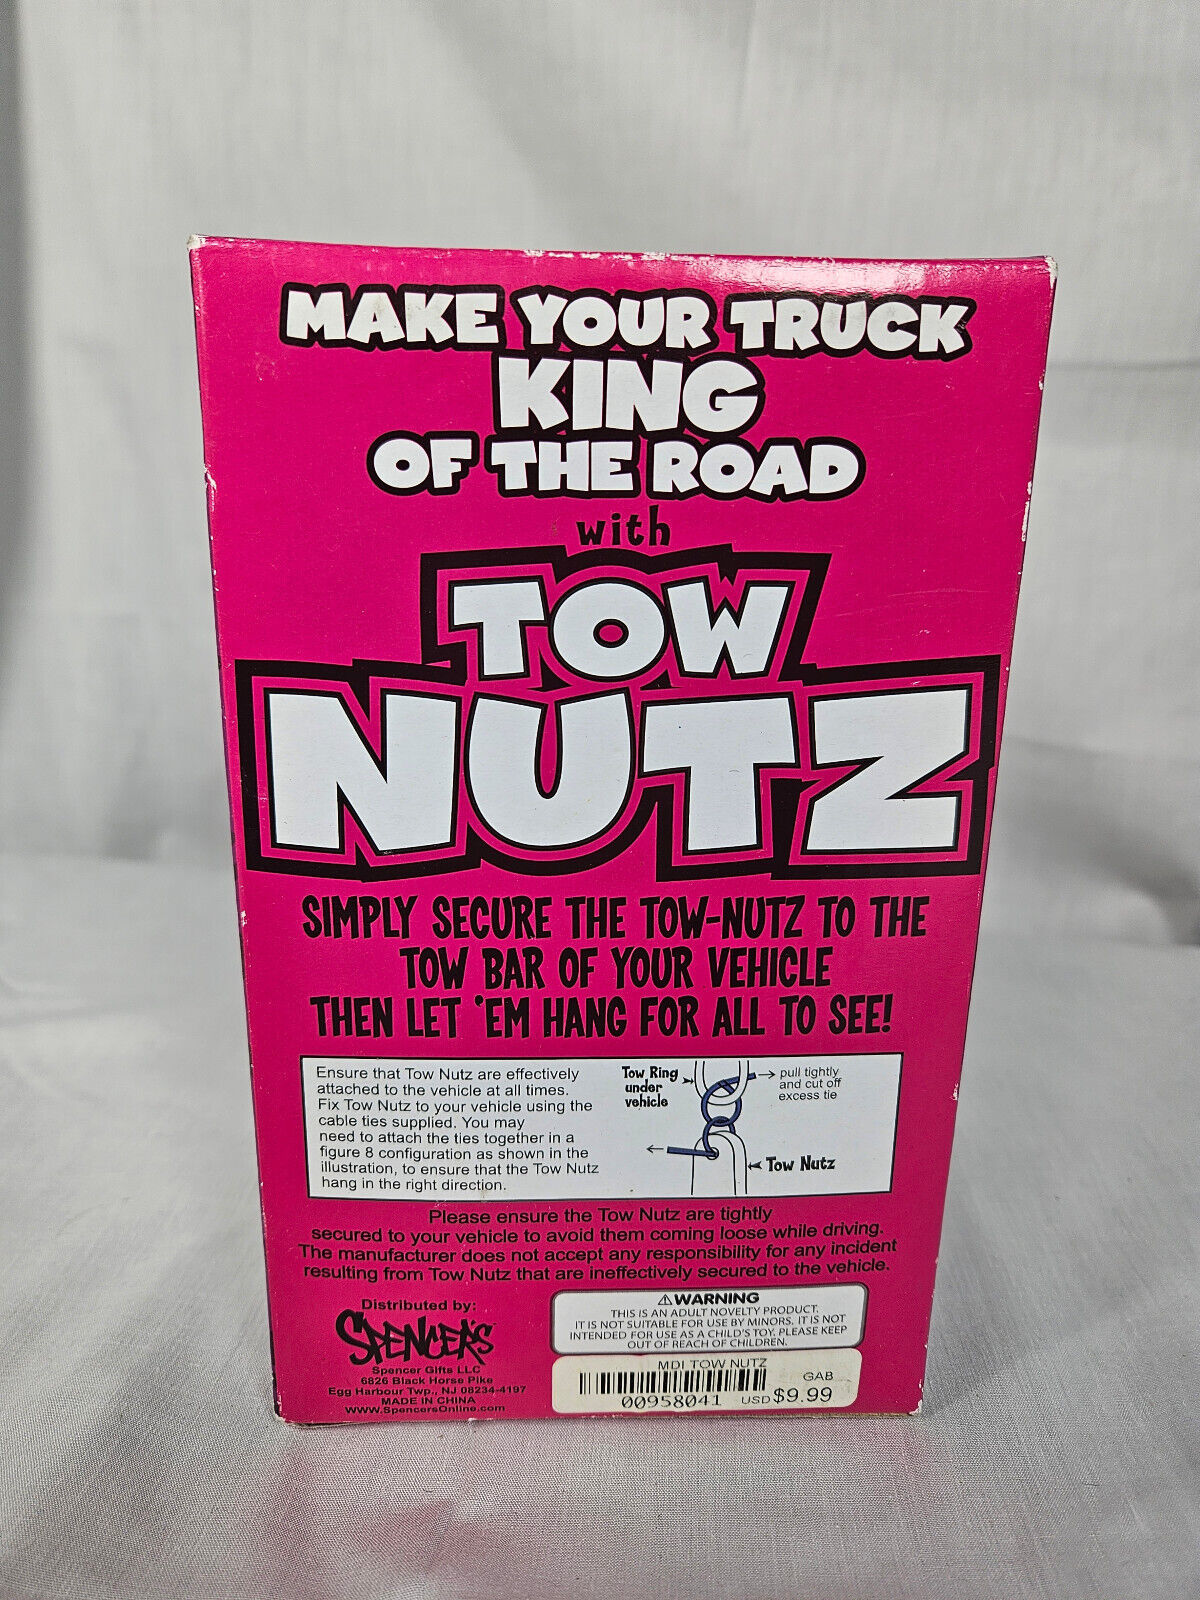 MAKE YOUR TRUCK
KING
OF THE ROAD
with
TOW
NUTZ
SIMPLY SECURE THE TOW-NUTZ TO THE
TOW BAR OF YOUR VEHICLE
THEN LET 'EM HANG FOR ALL TO SEE!
Ensure that Tow Nutz are effectively
attached to the vehicle at all times.
Fix Tow Nutz to your vehicle using the
cable ties supplied. You may
need to attach the ties together in a
figure 8 configuration as shown in the
illustration, to ensure that the Tow Nutz
hang in the right direction.
Tow Ring
under
vehicle
pull tightly
and cut off
excess tie
Tow Nutz
Please ensure the Tow Nutz are tightly
secured to your vehicle to avoid them coming loose while driving.
The manufacturer does not accept any responsibility for any incident
resulting from Tow Nutz that are ineffectively secured to the vehicle.
Distributed by:
SPENCER'S
Spencer Gifts LLC
6826 Black Horse Pike
Egg Harbour Twp., NJ 08234-4197
MADE IN CHINA
www.SpencersOnline.com
⚠WARNING
THIS IS AN ADULT NOVELTY PRODUCT.
IT IS NOT SUITABLE FOR USE BY MINORS. IT IS NOT
INTENDED FOR USE AS A CHILD'S TOY. PLEASE KEEP
OUT OF REACH OF CHILDREN.
MDI TOW NUTZ
GAB
00958041 USD $9.99